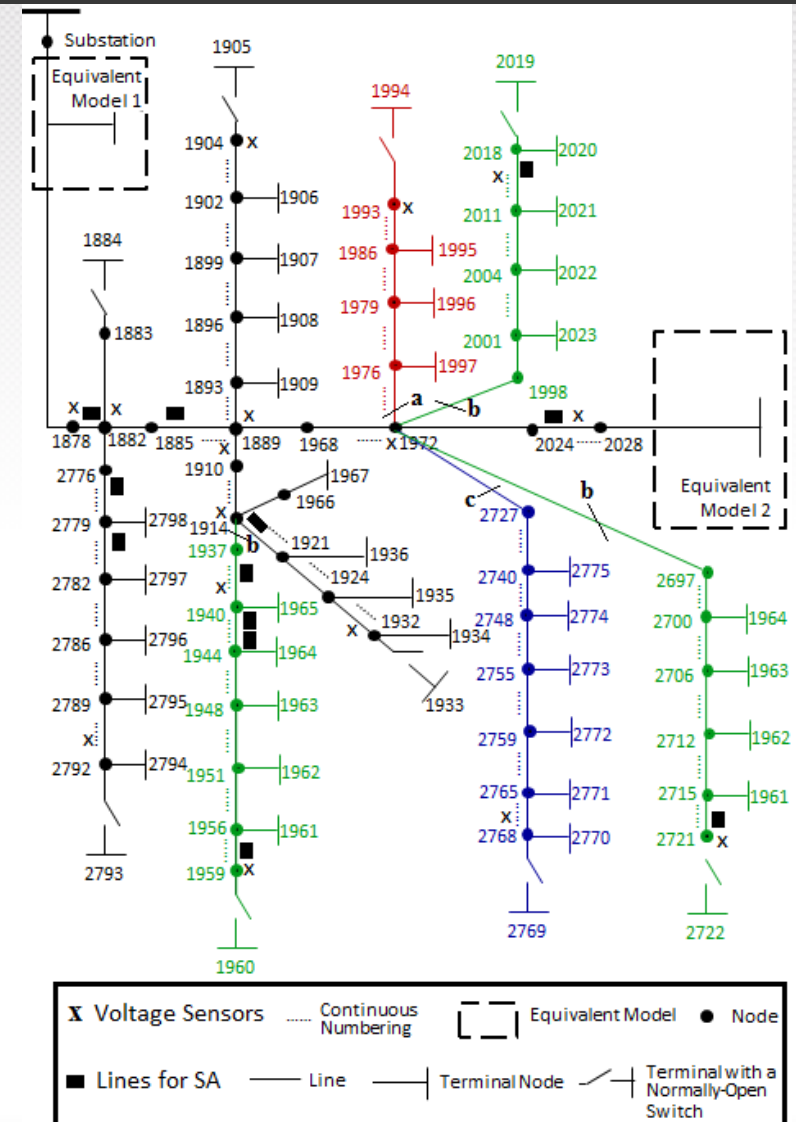 Substation
Equivalent
Model 1
1905
1994
2019
1904
x
2018
2020
x
1902
1906
1993
x
2011
2021
1884
1899
1907
1986
1995
2004
2022
1883
1896
1908
1979
1996
2001
2023
1893
1909
1976
1997
1998
a
b
x
x
x
x
1878
1882
1885
1889
x
1968
x
1972
2024
2028
Equivalent
Model 2
2776
1910
1967
1966
c
b
2779
2798
x
1914
b
1921
1936
2727
1937
1924
2782
2797
x
1935
2740
2775
2697
1940
1965
1932
2748
2774
2700
1964
2786
2796
1944
1964
x
1934
2755
2773
2706
1963
2789
2795
1948
1963
1933
x
2759
2772
2712
1962
2792
2794
1951
1962
2765
2771
2715
1961
1956
1961
x
2768
2770
2721
x
2793
1959
x
2769
2722
1960
x Voltage Sensors
Continuous
Numbering
Equivalent Model
Node
Lines for SA
Line
Terminal Node
Terminal with a
Normally-Open
Switch